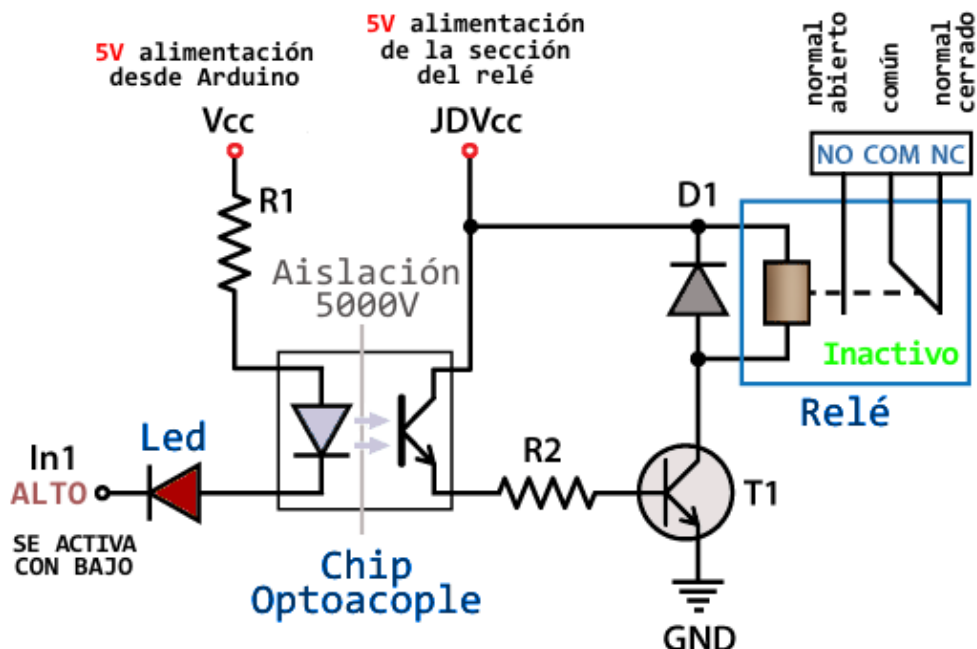 5V alimentación
desde Arduino
Vcc
5V alimentación
de la sección
del relé
JDVcc
normal
abierto
común
normal
cerrado
NO COM NC
R1
D1
Aislación
5000V
Inactivo
Relé
Led
In1
ALTO
SE ACTIVA
CON BAJO
R2
T1
Chip
Optoacople
GND